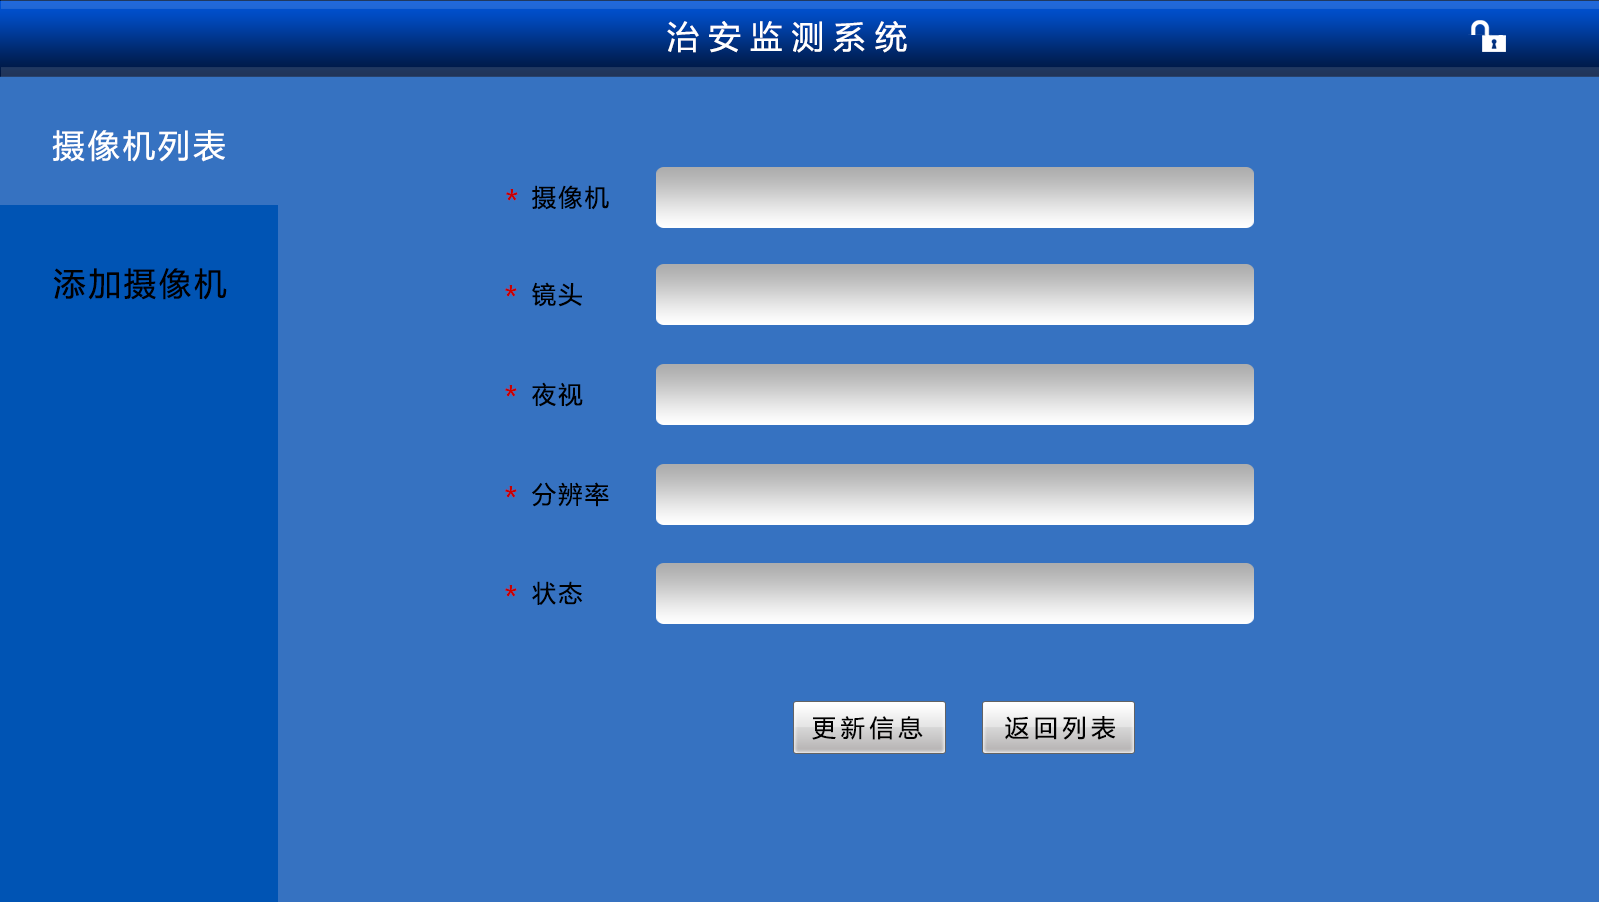 治安监测系统
摄像机列表
添加摄像机
* 摄像机
* 镜头
* 夜视
* 分辨率
* 状态
更新信息 返回列表